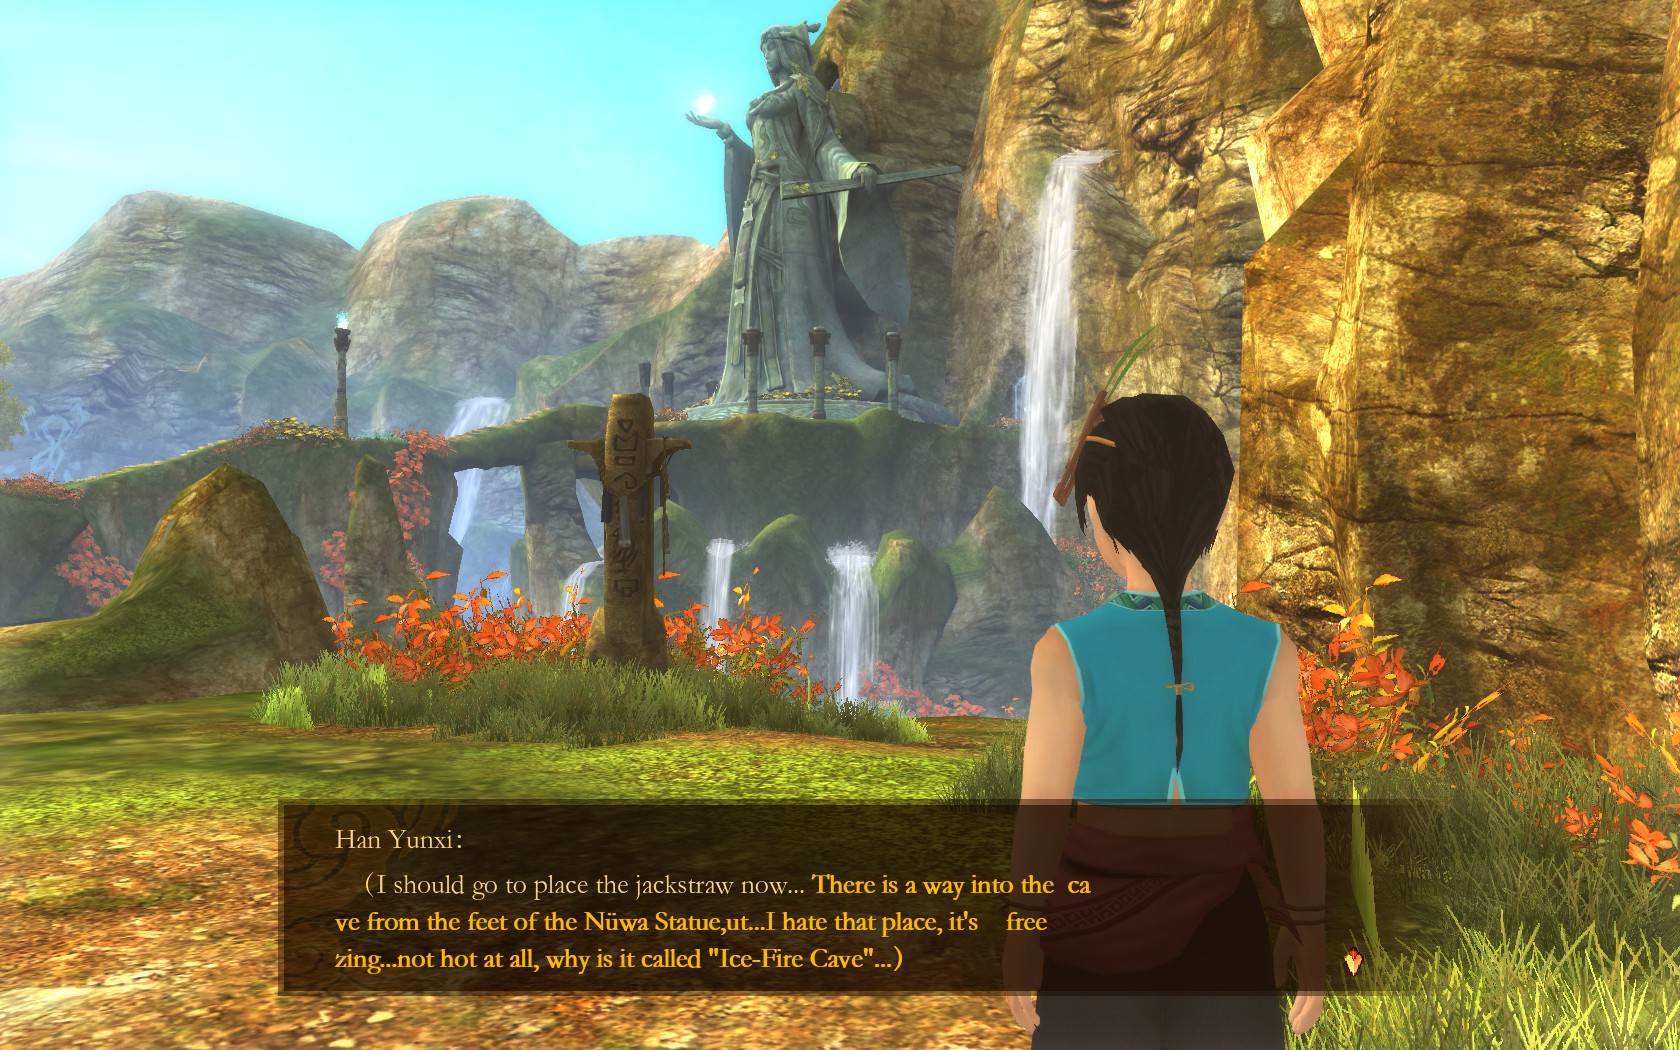 Han Yunxi:
(I should go to place the jackstraw now... There is a way into the ca
ve from the feet of the Nüwa Statue,ut...I hate that place, it's free
zing...not hot at all, why is it called "Ice-Fire Cave"...)